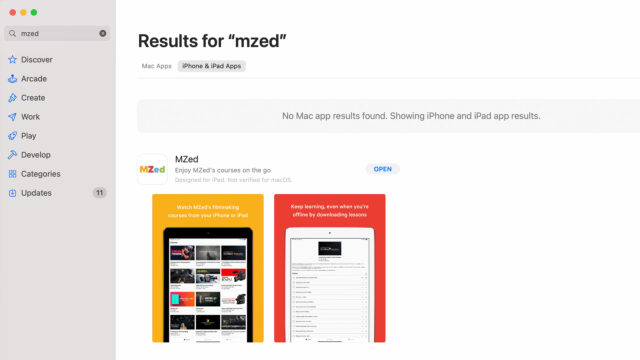 mzed
Discover
Arcade
Create
Work
Play
Develop
Categories
Updates
11
Results for “mzed”
Mac Apps
iPhone & iPad Apps
No Mac app results found. Showing iPhone and iPad app results.
MZed
MZed
Enjoy MZed's courses on the go
Designed for iPad. Not verified for macOS.
OPEN
Watch MZed's filmmaking
courses from your iPhone or iPad
Keep learning, even when you're
offline by downloading lessons